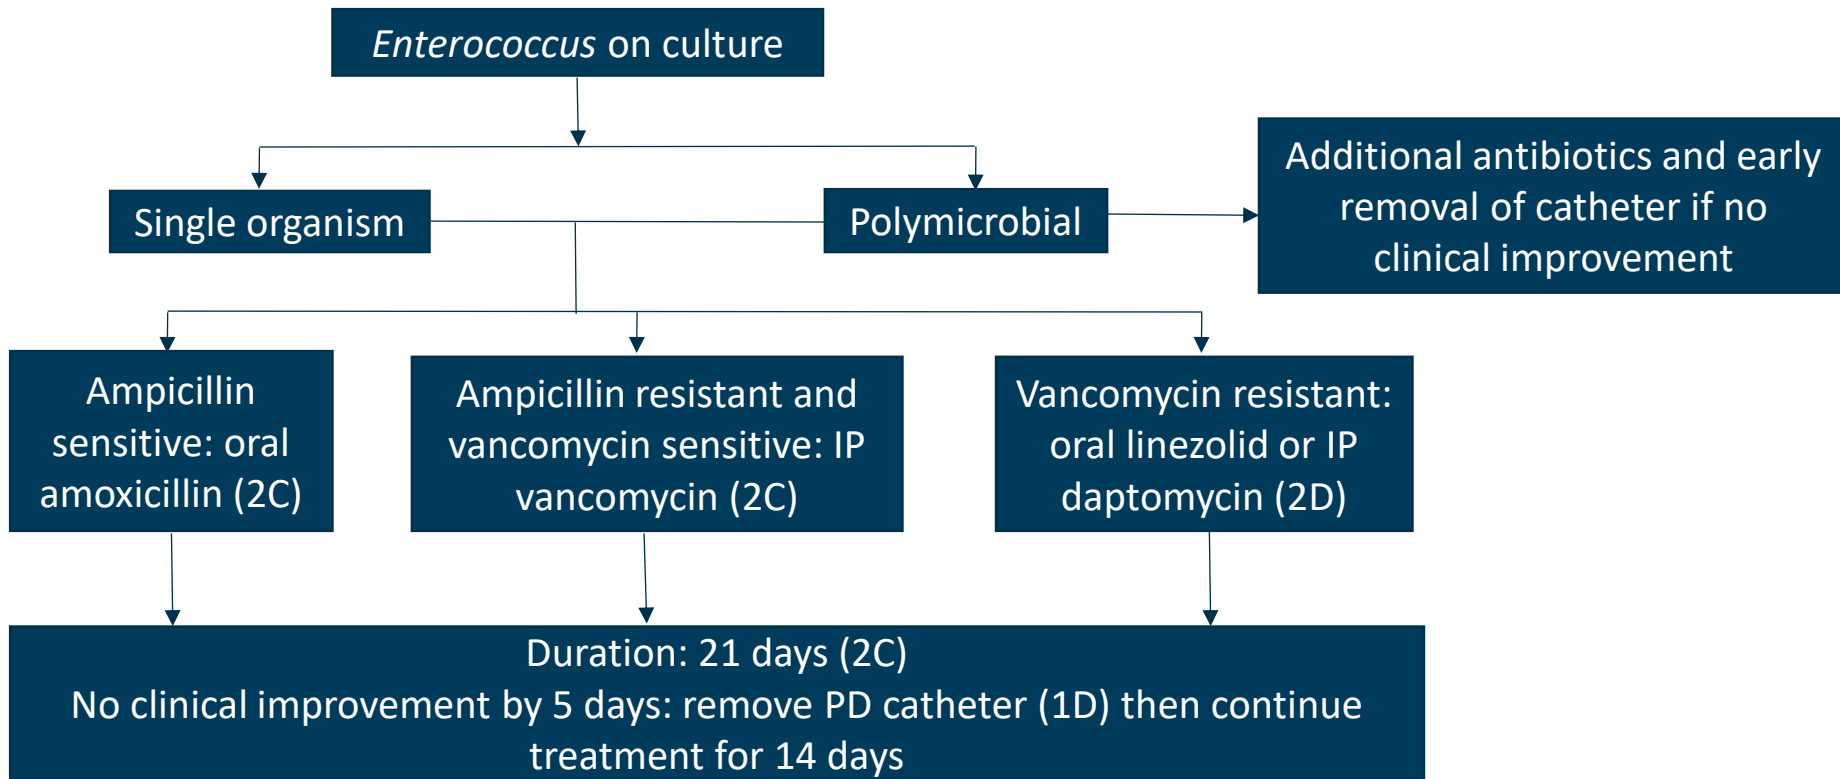 Enterococcus on culture
Additional antibiotics and early
removal of catheter if no
clinical improvement
Single organism
Polymicrobial
Ampicillin
sensitive: oral
amoxicillin (2C)
Ampicillin resistant and
vancomycin sensitive: IP
vancomycin (2C)
Vancomycin resistant:
oral linezolid or IP
daptomycin (2D)
Duration: 21 days (2C)
No clinical improvement by 5 days: remove PD catheter (1D) then continue
treatment for 14 days